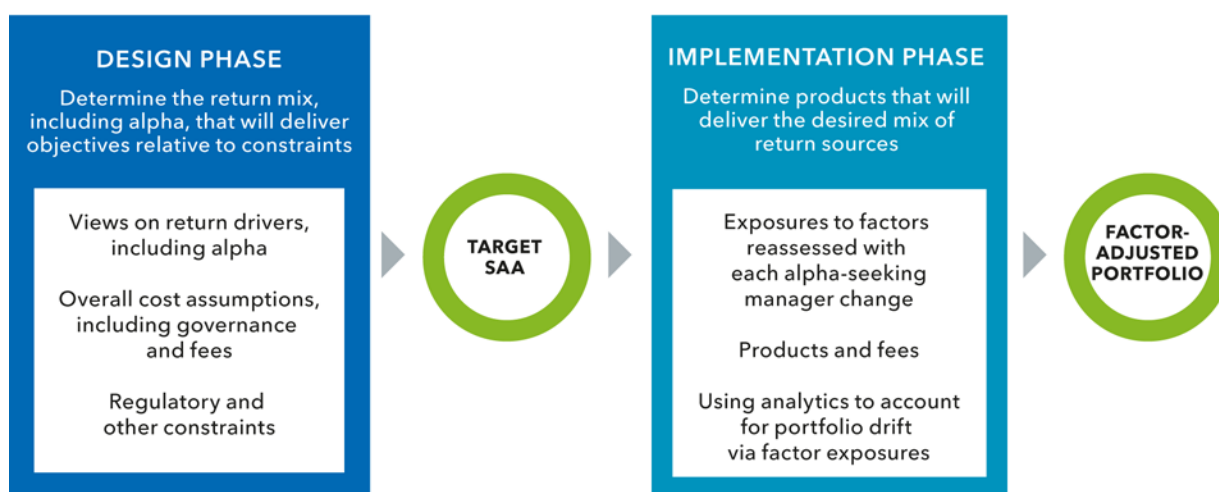 DESIGN PHASE
Determine the return mix,
including alpha, that will deliver
objectives relative to constraints
Views on return drivers,
including alpha
Overall cost assumptions,
including governance
and fees
Regulatory and
other constraints
TARGET
SAA
IMPLEMENTATION PHASE
Determine products that will
deliver the desired mix of
return sources
Exposures to factors
reassessed with
each alpha-seeking
manager change
Products and fees
Using analytics to account
for portfolio drift
via factor exposures
FACTOR-
ADJUSTED
PORTFOLIO